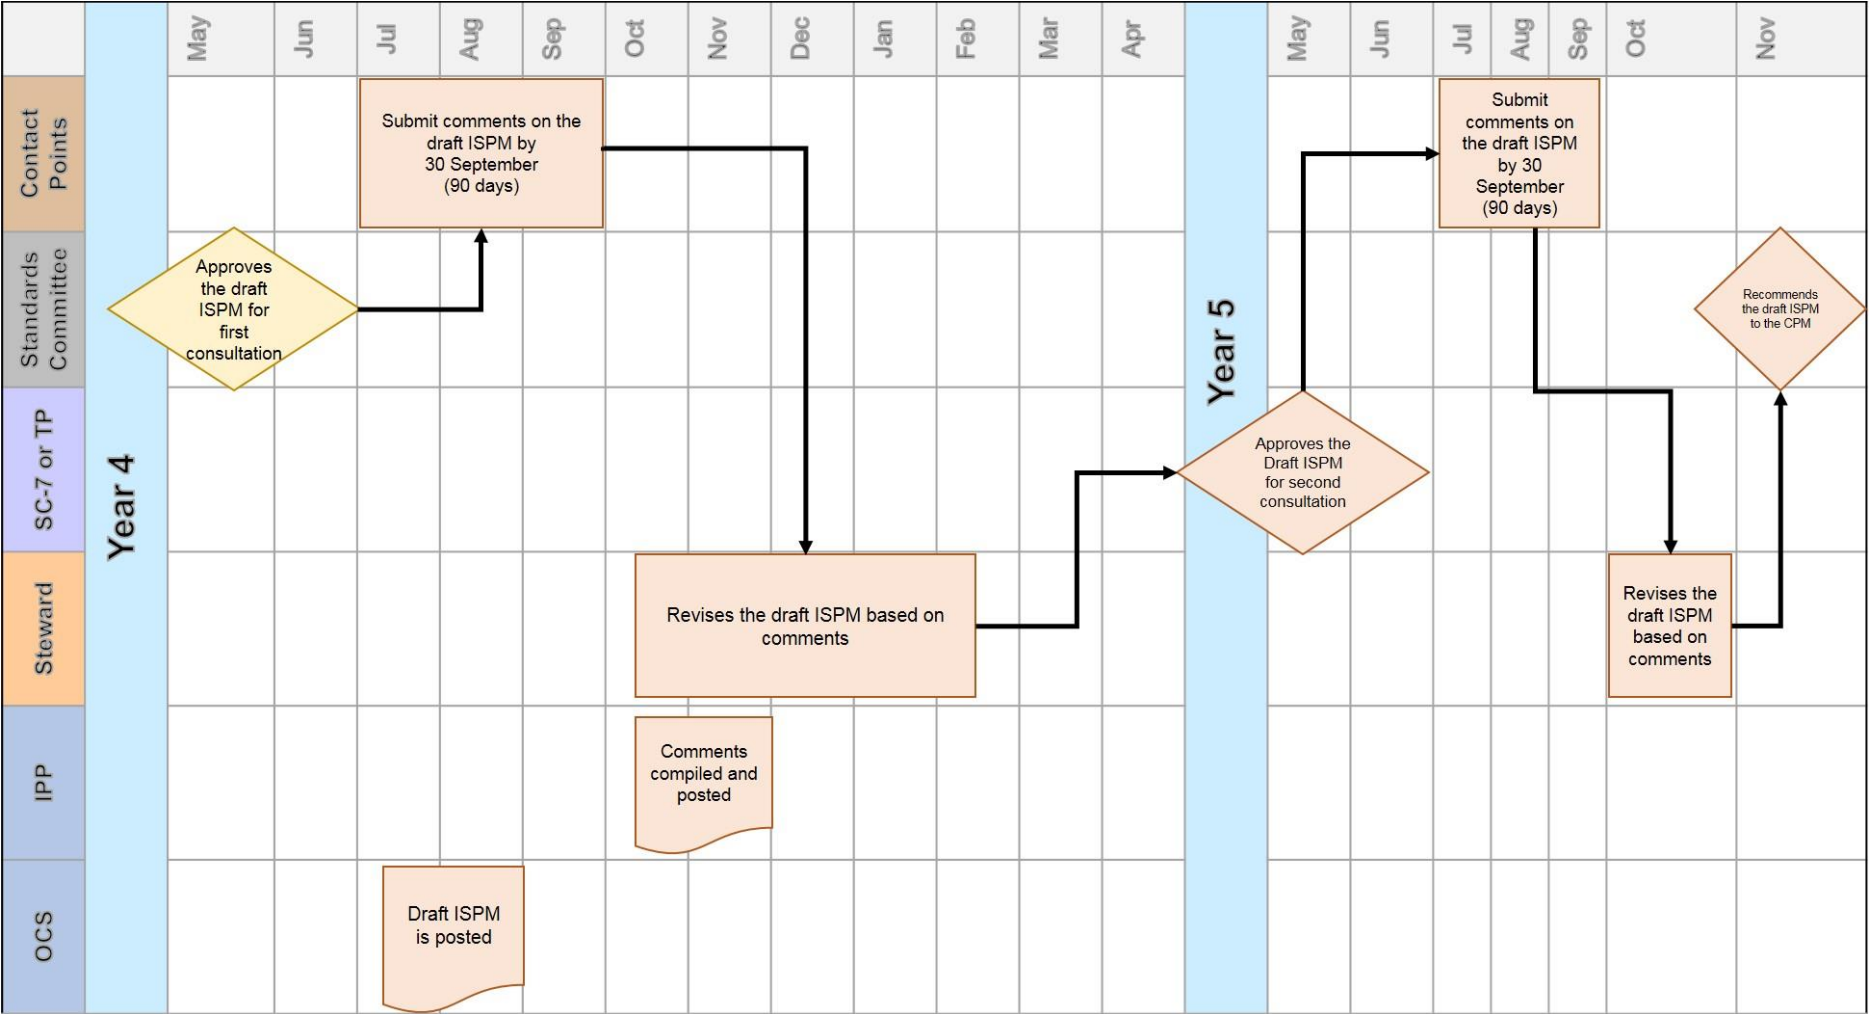 May
Jun
Jul
Aug
Sep
Oct
Nov
Dec
Jan
Feb
Mar
Apr
May
Jun
Jul
Aug
Sep
Oct
Nov
Year 4
Year 5
Contact
Points
Submit comments on the
draft ISPM by
30 September
(90 days)
Submit
comments on
the draft ISPM
by 30
September
(90 days)
Standards
Committee
Approves
the draft
ISPM for
first
consultation
Recommends
the draft ISPM
to the CPM
SC-7 or TP
Approves the
Draft ISPM
for second
consultation
Steward
Revises the draft ISPM based on
comments
Revises the
draft ISPM
based on
comments
IPP
Comments
compiled and
posted
OCS
Draft ISPM
is posted